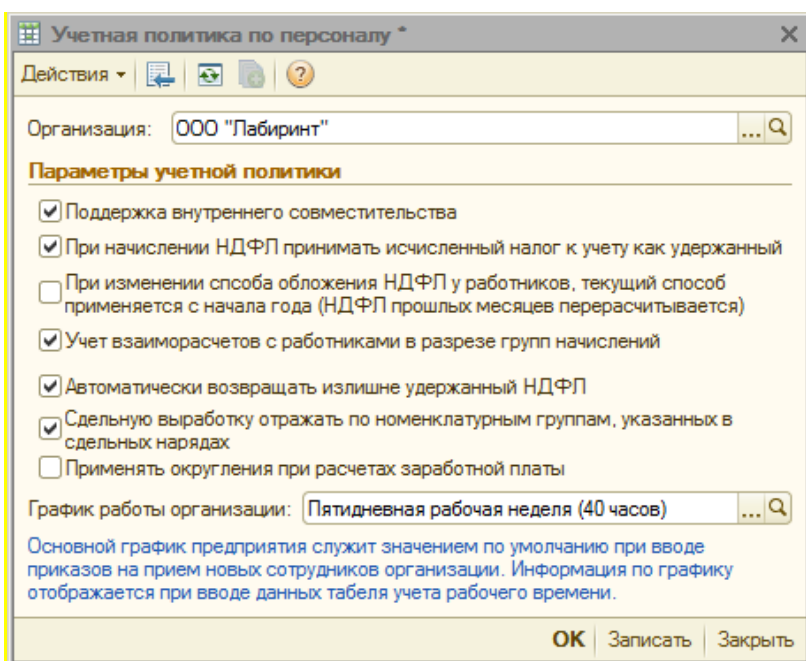 Учетная политика по персоналу *
Действия
Организация: ООО "Лабиринт" ...
Параметры учетной политики
Поддержка внутреннего совместительства
При начислении НДФЛ принимать исчисленный налог к учету как удержанный
При изменении спсоба обложения НДФЛ у работников, текущий способ
применяется с начала года (НДФЛ прошлых месяцев перерасчитывается)
Учет взаиморасчетов с работниками в разрезе групп начислений
Автоматически возвращать излишне удержанный НДФЛ
Сдельную выработку отражать по номенклатурным группам, указанных в
сдельных нарядах
Применять округления при расчетах заработной платы
График работы организации: Пятидневная рабочая неделя (40 часов) ...
Основной график предприятия служит значением по умолчанию при вводе
приказов на прием новых сотрудников организации. Информация по графику
отображается при вводе данных табеля учета рабочего времени.
OK Записать Закрыть